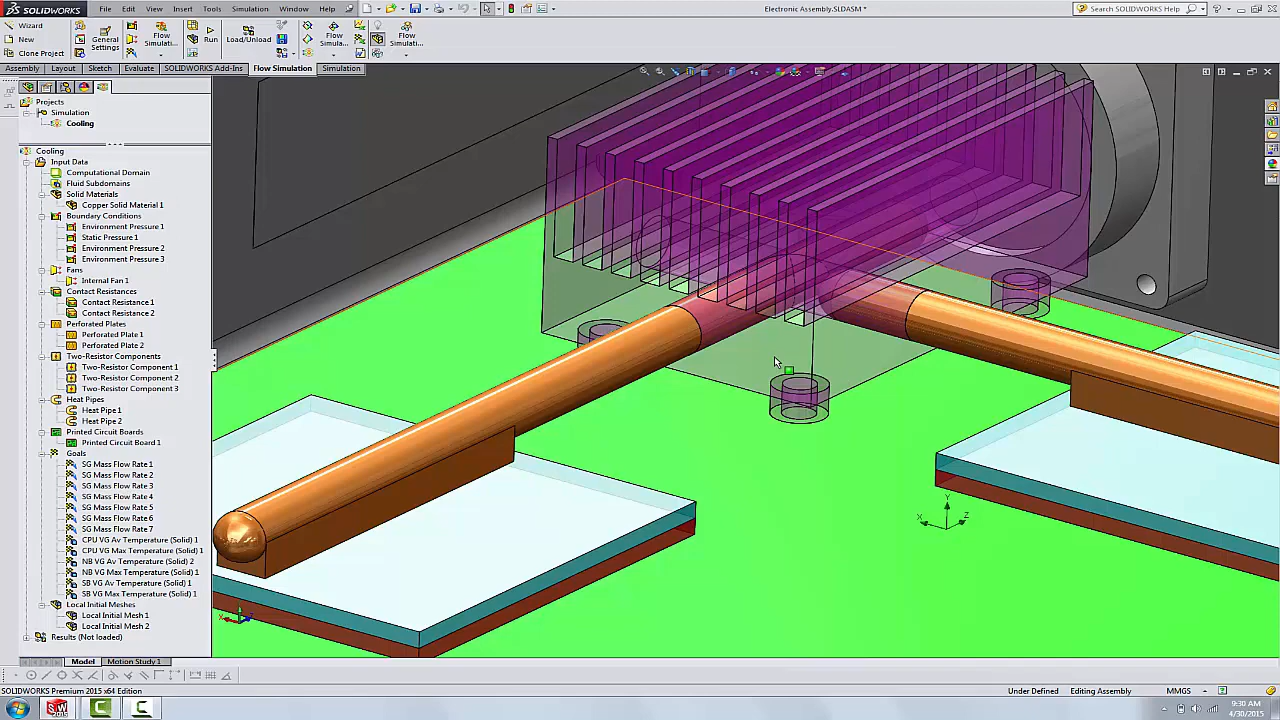 SOLIDWORKS
File Edit View Insert Tools Simulation Window Help
Electronic Assembly.SLDASM *
Search SOLIDWORKS Help
Wizard
New
Clone Project
General Settings
Flow Simulati...
Run
Load/Unload
Flow Simula...
Flow Simulati...
Assembly Layout Sketch Evaluate SOLIDWORKS Add-Ins Flow Simulation Simulation
Projects
Simulation
Cooling
Cooling
Input Data
Computational Domain
Fluid Subdomains
Solid Materials
Copper Solid Material 1
Boundary Conditions
Environment Pressure 1
Static Pressure 1
Environment Pressure 2
Environment Pressure 3
Fans
Internal Fan 1
Contact Resistances
Contact Resistance 1
Contact Resistance 2
Perforated Plates
Perforated Plate 1
Perforated Plate 2
Two-Resistor Components
Two-Resistor Component 1
Two-Resistor Component 2
Two-Resistor Component 3
Heat Pipes
Heat Pipe 1
Heat Pipe 2
Printed Circuit Boards
Printed Circuit Board 1
Goals
SG Mass Flow Rate 1
SG Mass Flow Rate 2
SG Mass Flow Rate 3
SG Mass Flow Rate 4
SG Mass Flow Rate 5
SG Mass Flow Rate 6
SG Mass Flow Rate 7
CPU VG Av Temperature (Solid) 1
CPU VG Max Temperature (Solid) 1
NB VG Av Temperature (Solid) 2
NB VG Max Temperature (Solid) 1
SB VG Av Temperature (Solid) 1
SB VG Max Temperature (Solid) 1
Local Initial Meshes
Local Initial Mesh 1
Local Initial Mesh 2
Results (Not loaded)
Y
X Z
Model Motion Study 1
SOLIDWORKS Premium 2015 x64 Edition
Under Defined Editing Assembly MMGS
9:30 AM
4/30/2015